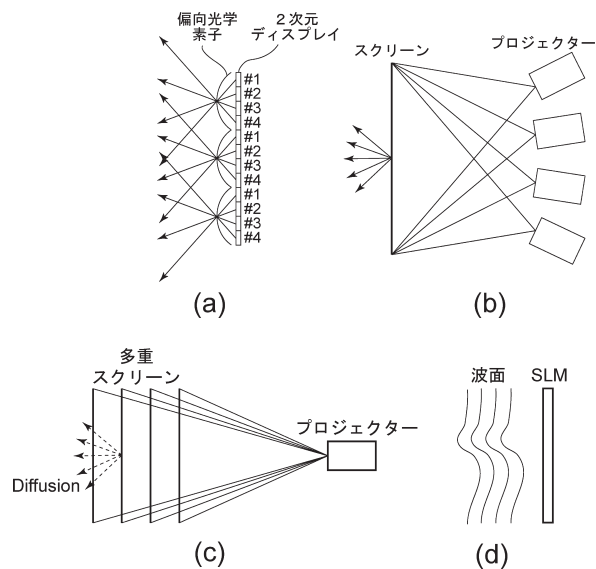 偏向光学
素子
２次元
ディスプレイ
#1
#2
#3
#4
#1
#2
#3
#4
#1
#2
#3
#4
(a)
スクリーン
プロジェクター
(b)
多重
スクリーン
プロジェクター
Diffusion
(c)
波面
SLM
(d)